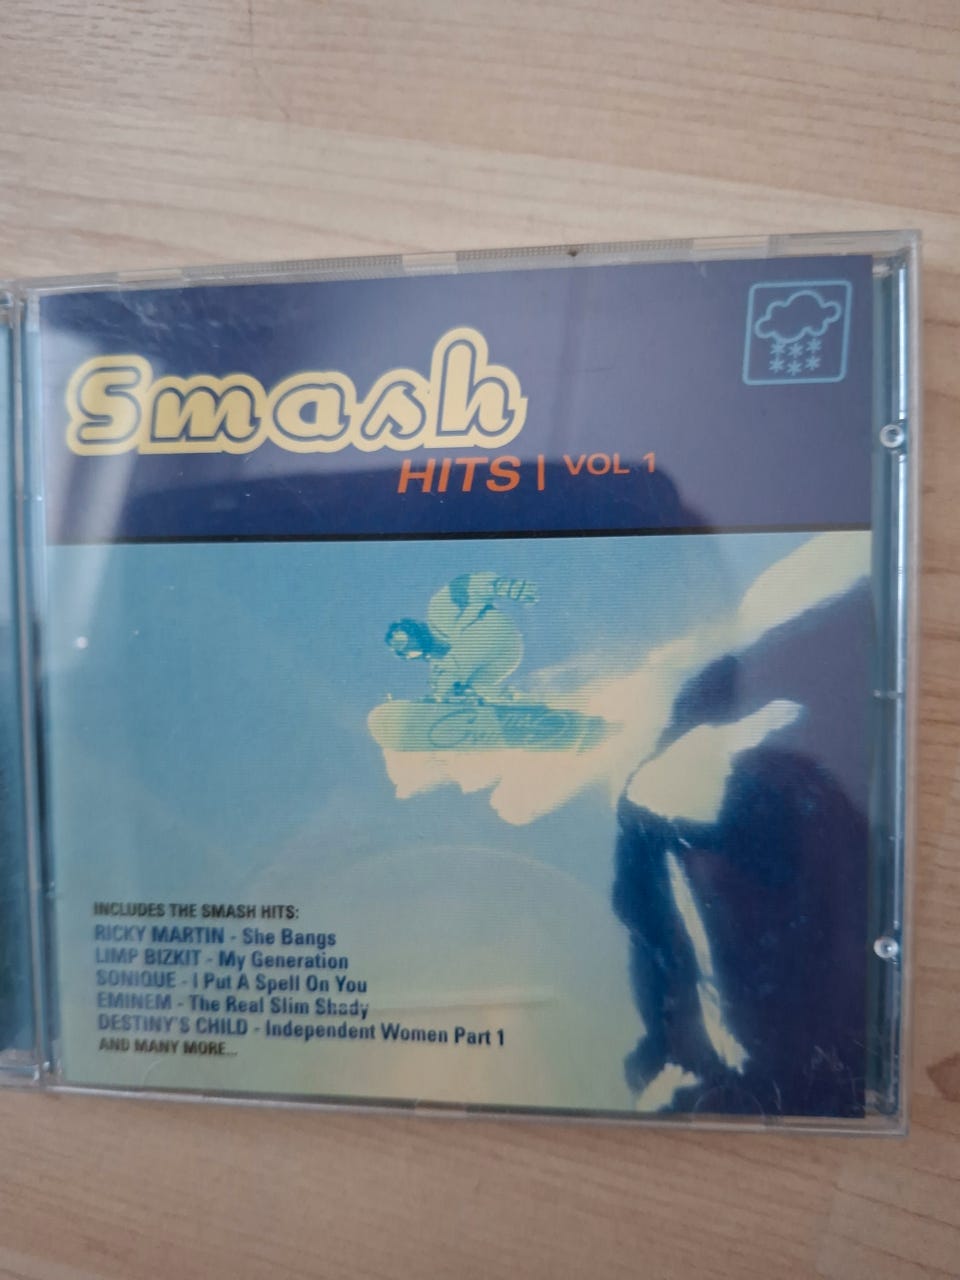 Smash
HITS | VOL 1
INCLUDES THE SMASH HITS:
RICKY MARTIN - She Bangs
LIMP BIZKIT - My Generation
SONIQUE - I Put A Spell On You
EMINEM - The Real Slim Shady
DESTINY'S CHILD - Independent Women Part 1
AND MANY MORE...